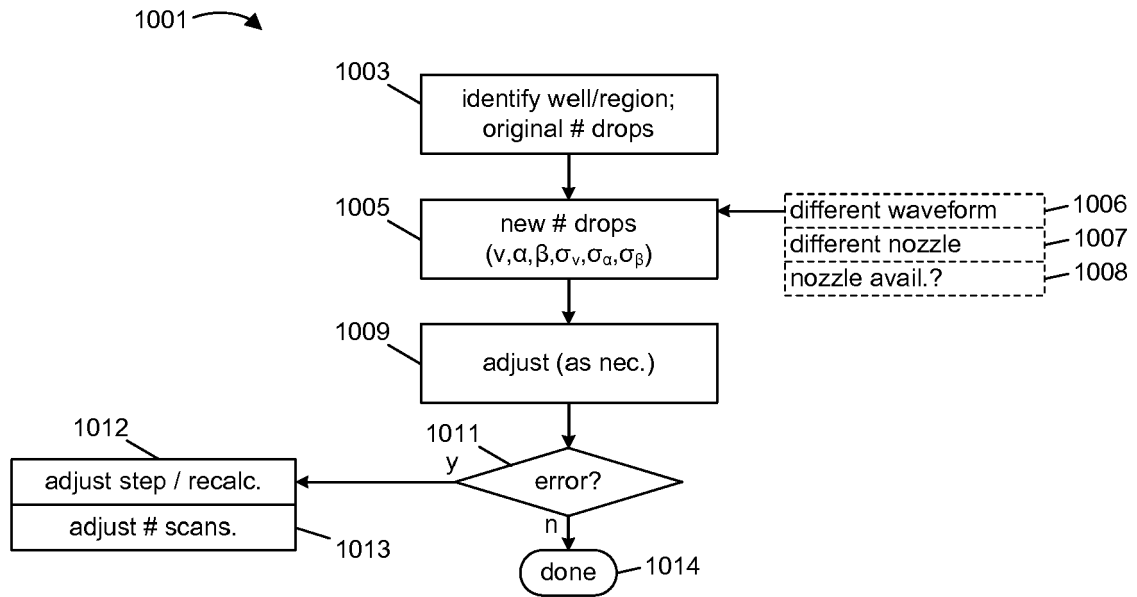 1001
1003
identify well/region;
original # drops
1005
new # drops
(v,α,β,σᵥ,σα,σᵦ)
different waveform
1006
different nozzle
1007
nozzle avail.?
1008
1009
adjust (as nec.)
1011
1012
y
error?
adjust step / recalc.
adjust # scans.
1013
n
done
1014